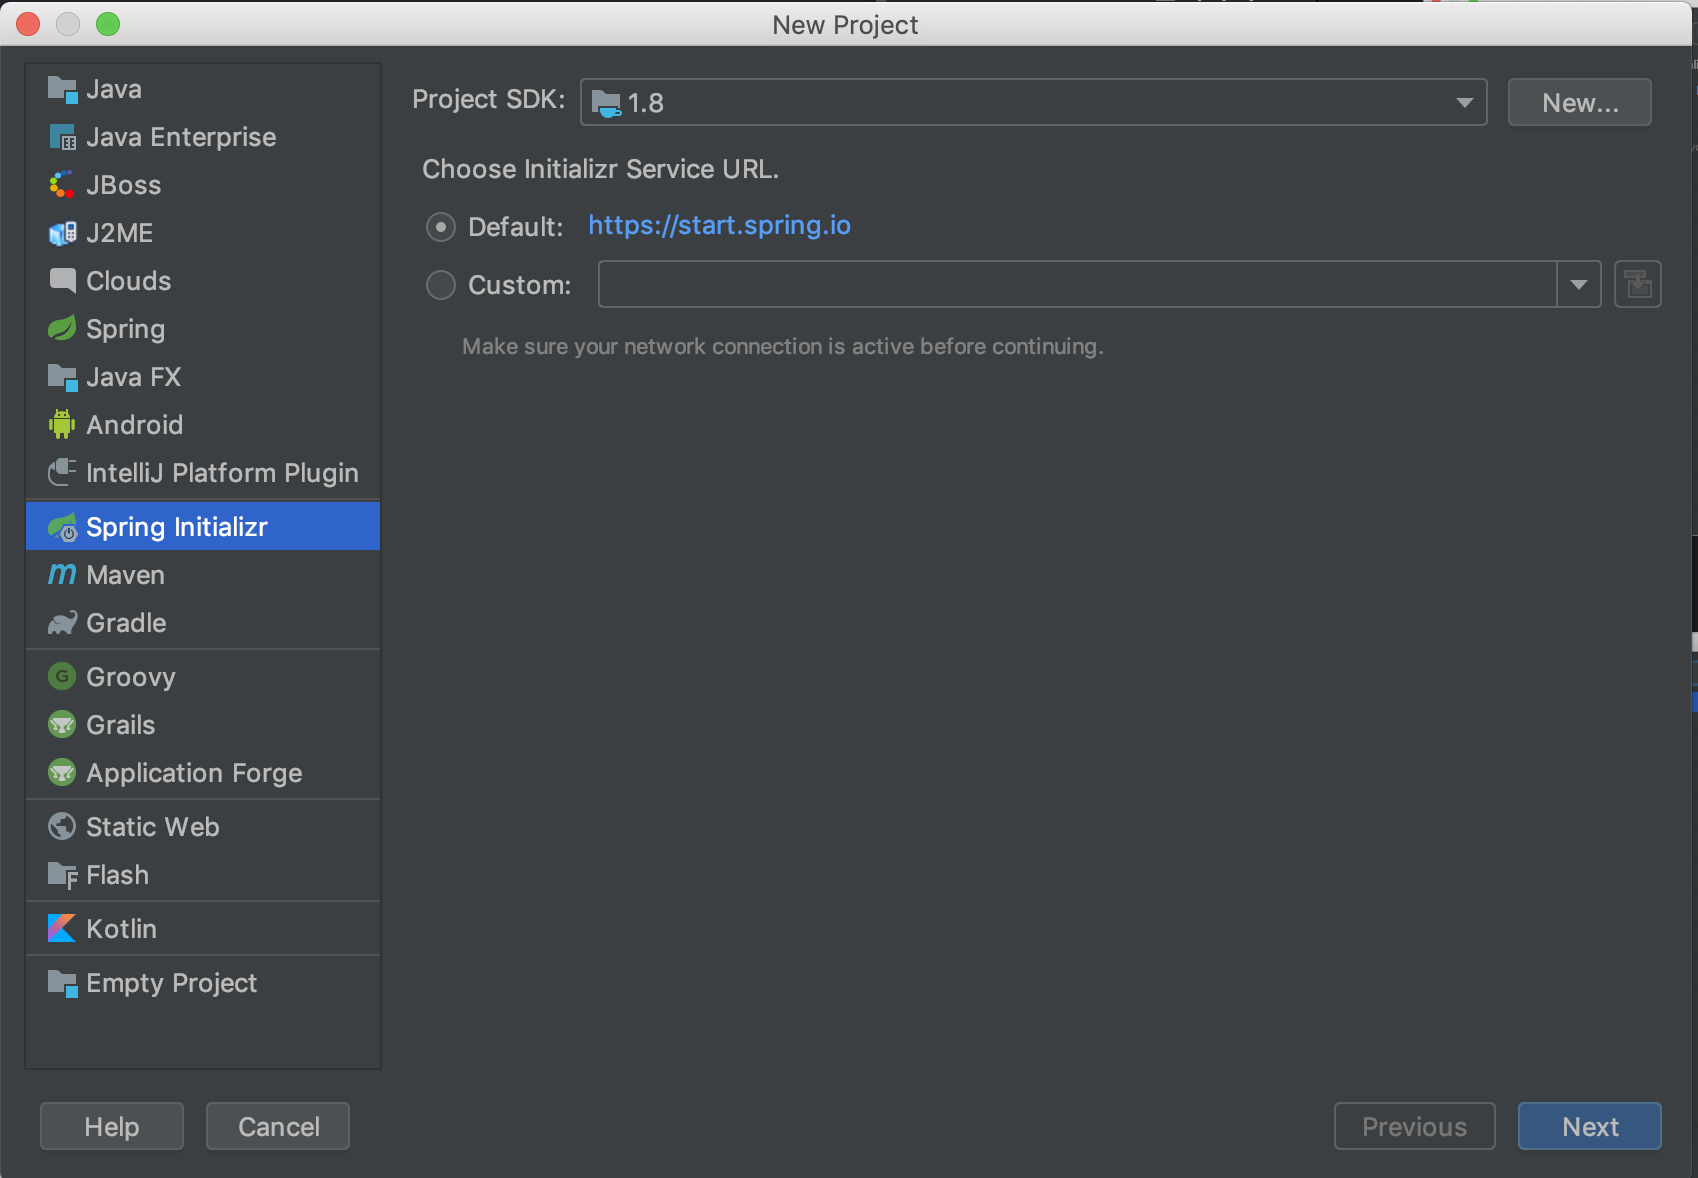 New Project
Java
Java Enterprise
JBoss
J2ME
Clouds
Spring
Java FX
Android
IntelliJ Platform Plugin
Spring Initializr
m Maven
Gradle
G Groovy
Grails
Application Forge
Static Web
F Flash
Kotlin
Empty Project
Project SDK: 1.8 New...
Choose Initializr Service URL.
Default: https://start.spring.io
Custom:
Make sure your network connection is active before continuing.
Help Cancel Previous Next